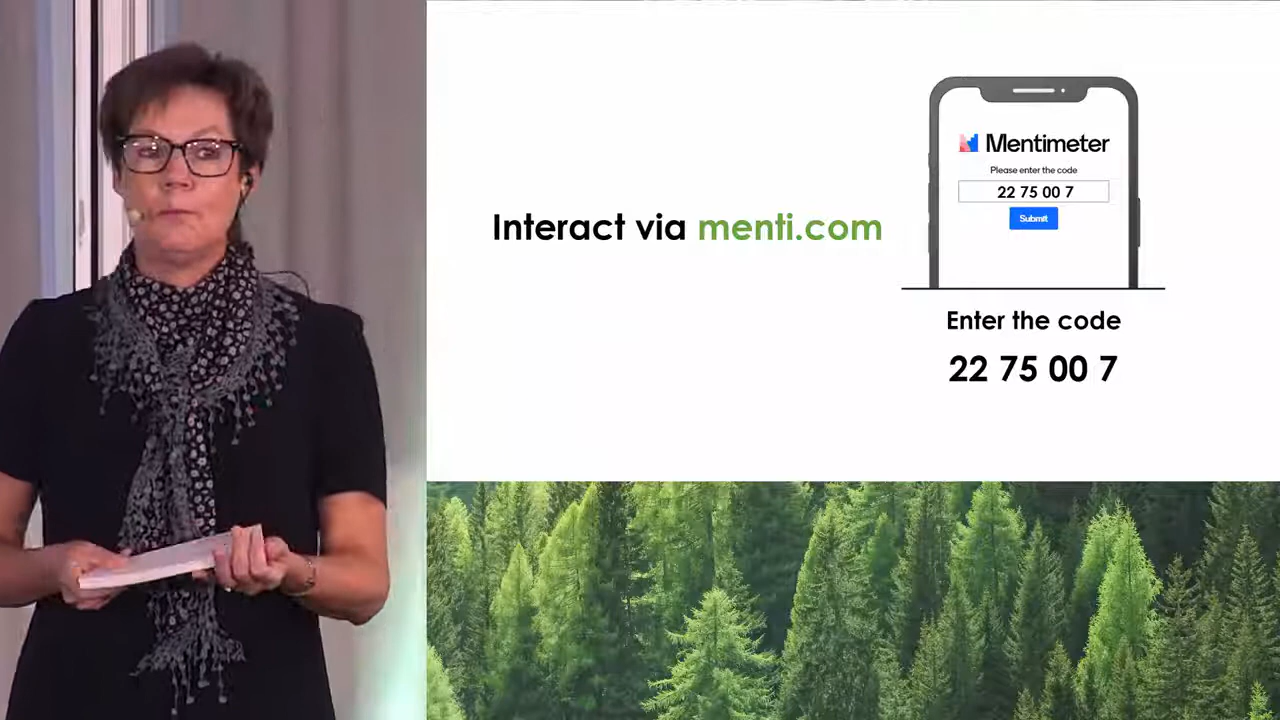 Interact via menti.com
Mentimeter
Please enter the code
22 75 00 7
Submit
Enter the code
22 75 00 7